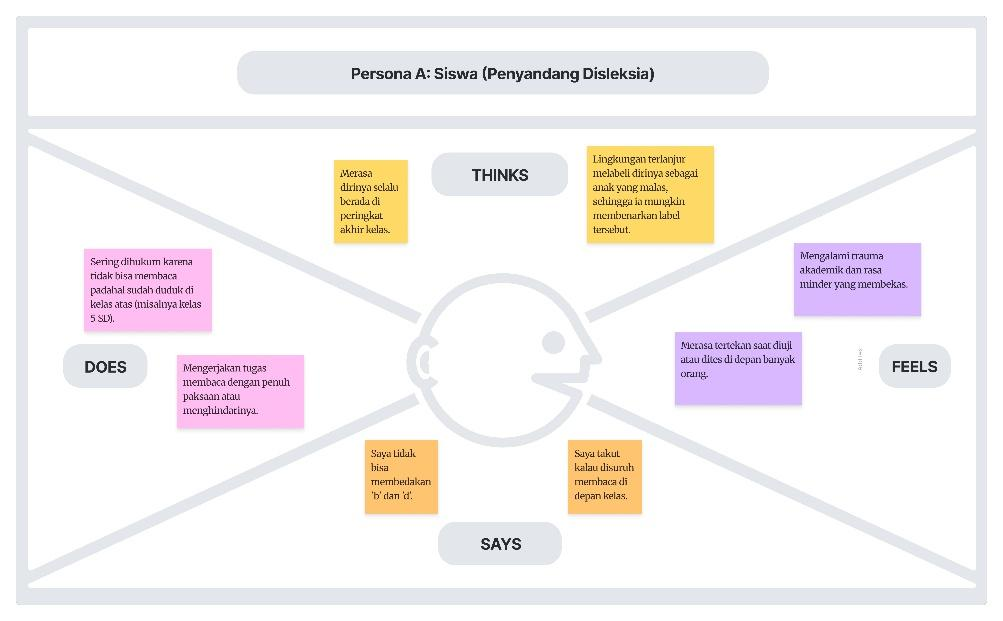 Persona A: Siswa (Penyandang Disleksia)
THINKS
Merasa
dirinya selalu
berada di
peringkat
akhir kelas.
Lingkungan terlanjur
melabeli dirinya sebagai
anak yang malas,
sehingga ia mungkin
membenarkan label
tersebut.
Sering dihukum karena
tidak bisa membaca
padahal sudah duduk di
kelas atas (misalnya kelas
5 SD).
DOES
Mengerjakan tugas
membaca dengan penuh
paksaan atau
menghindarinya.
Mengalami trauma
akademik dan rasa
minder yang membekas.
Merasa tertekan saat diuji
atau dites di depan banyak
orang.
FEELS
Saya tidak
bisa
membedakan
'b' dan 'd'.
Saya takut
kalau disuruh
membaca di
depan kelas.
SAYS